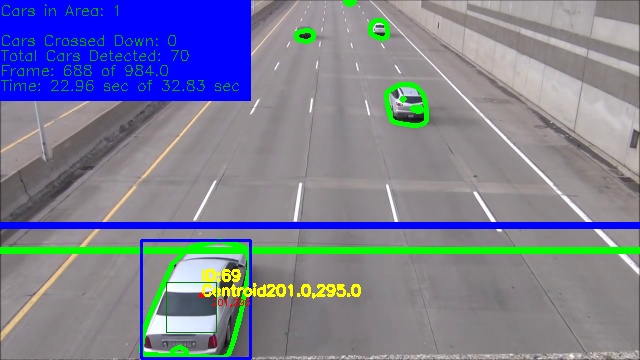 Cars in Area: 1
Cars Crossed Down: 0
Total Cars Detected: 70
Frame: 688 of 984.0
Time: 22.96 sec of 32.83 sec
ID:69
Centroid201.0,295.0